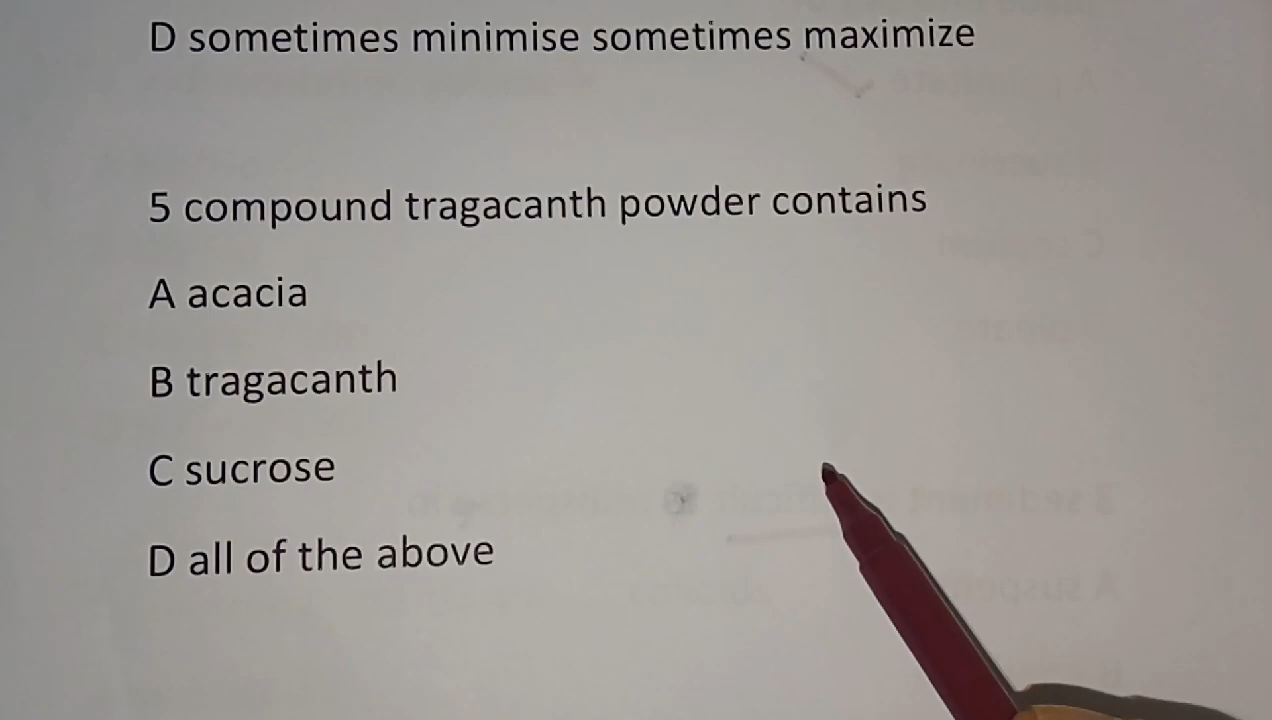 D sometimes minimise sometimes maximize
5 compound tragacanth powder contains
A acacia
B tragacanth
C sucrose
D all of the above